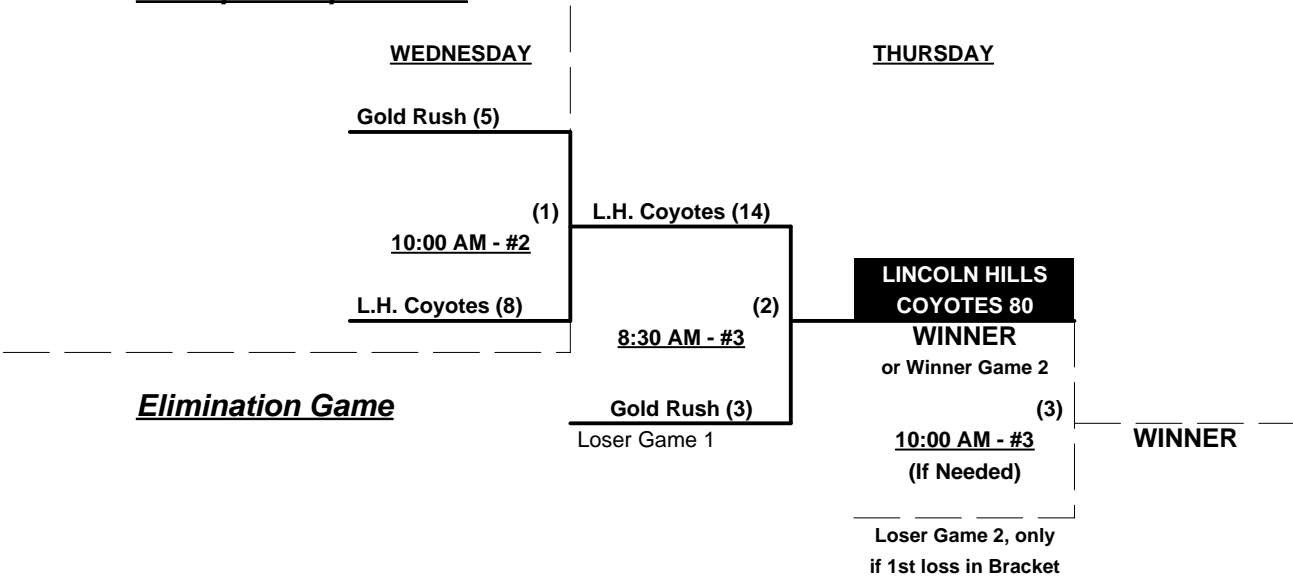 WEDNESDAY
THURSDAY
Gold Rush (5)
(1)
L.H. Coyotes (14)
10:00 AM - #2
LINCOLN HILLS
COYOTES 80
L.H. Coyotes (8)
(2)
8:30 AM - #3
WINNER
or Winner Game 2
Elimination Game
Gold Rush (3)
(3)
Loser Game 1
10:00 AM - #3
WINNER
(If Needed)
Loser Game 2, only
if 1st loss in Bracket